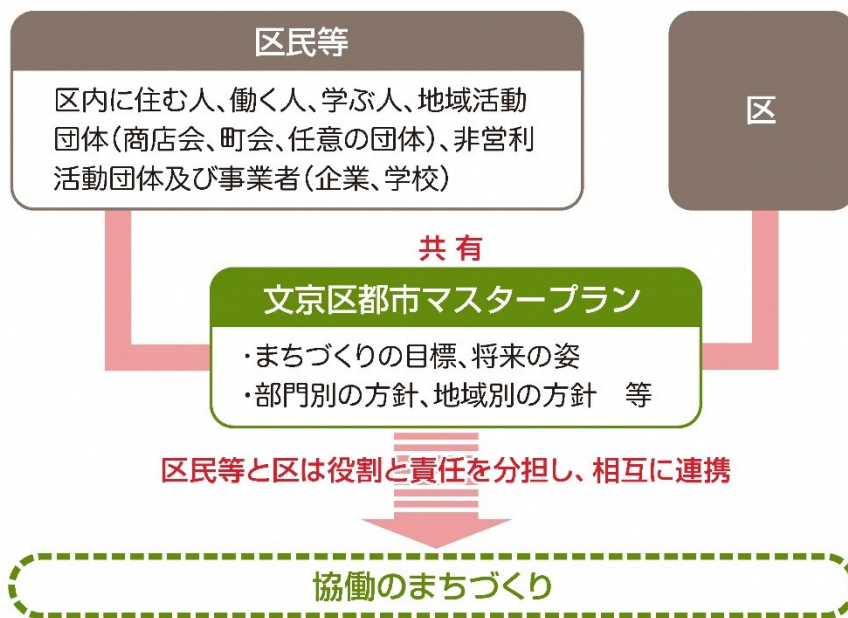 区民等
区内に住む人、働く人、学ぶ人、地域活動
団体（商店会、町会、任意の団体）、非営利
活動団体及び事業者（企業、学校）
区
共有
文京区都市マスタープラン
・まちづくりの目標、将来の姿
・部門別の方針、地域別の方針　等
区民等と区は役割と責任を分担し、相互に連携
協働のまちづくり